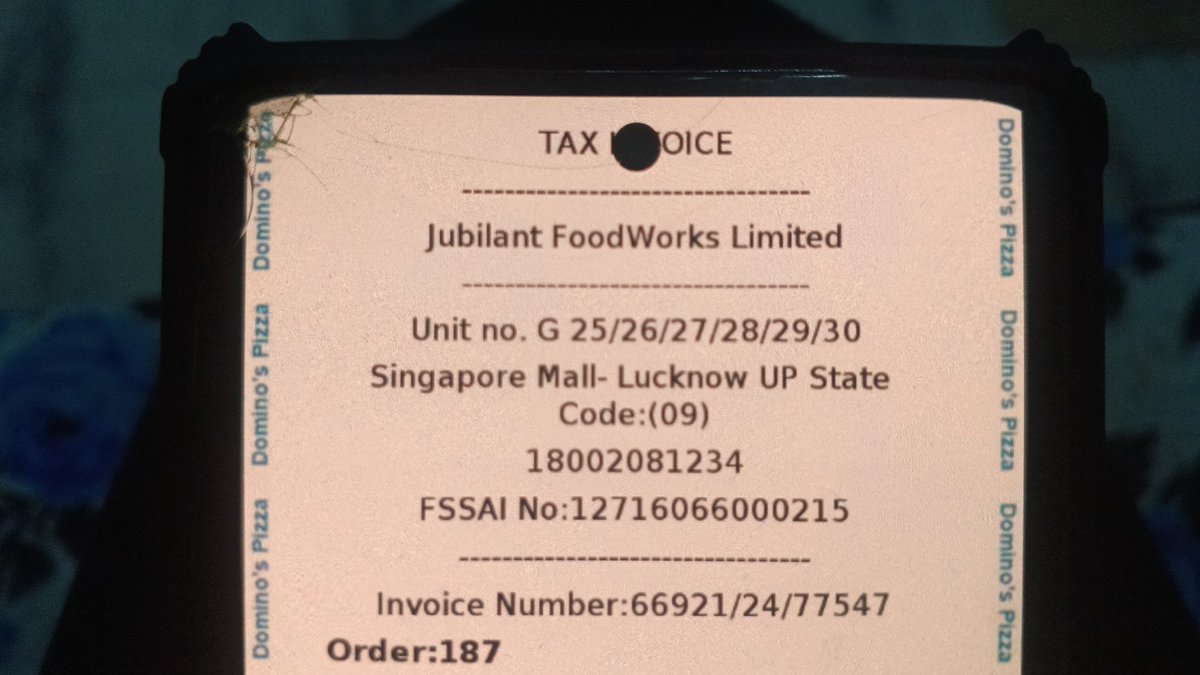 TAX
--------------------------------
Jubilant FoodWorks Limited
--------------------------------
Unit no. G 25/26/27/28/29/30
Singapore Mall- Lucknow UP State
Code:(09)
18002081234
FSSAI No:12716066000215
--------------------------------
Invoice Number:66921/24/77547
Order:187
Domino's Pizza
Domino's Pizza
Domino's Pizza
Domino's Pizza
Domino's Pizza
Domino's Pizza